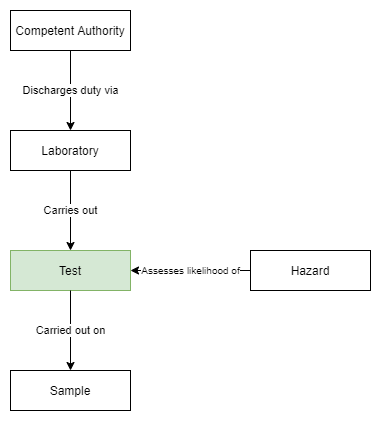 Competent Authority
Discharges duty via
Laboratory
Carries out
Test
Assesses likelihood of
Hazard
Carried out on
Sample